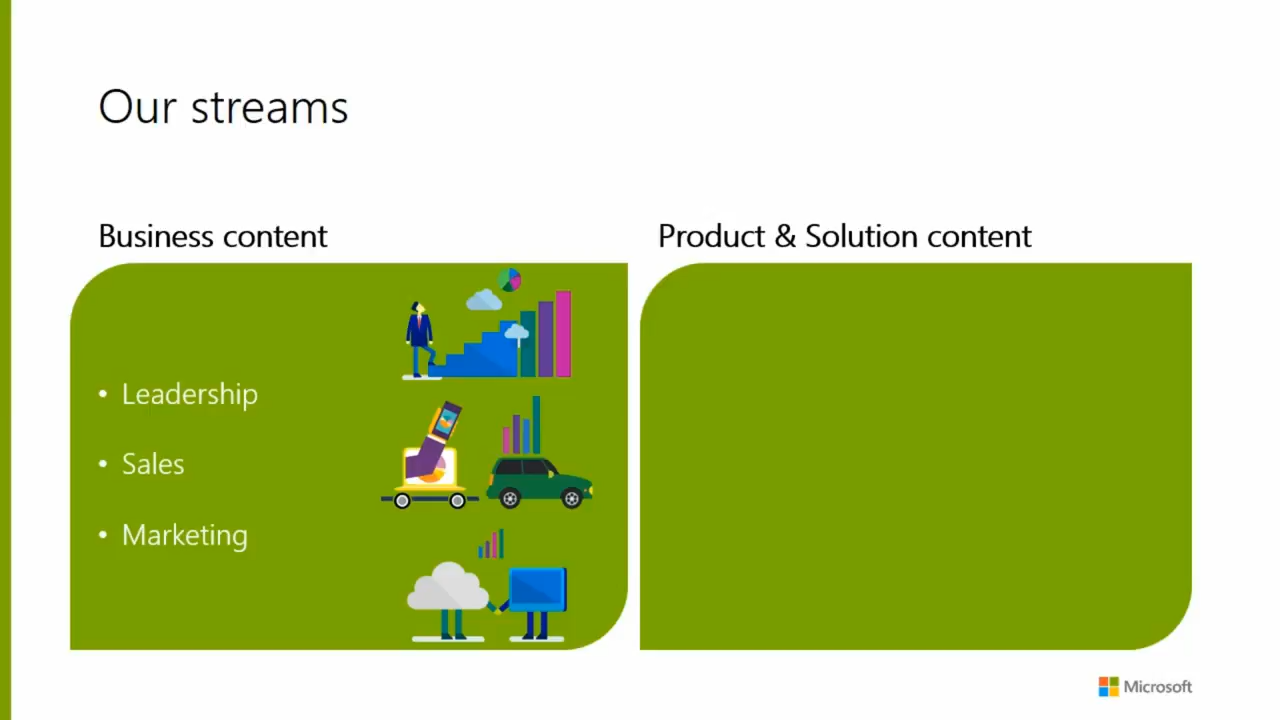 Our streams
Business content
Product & Solution content
• Leadership
• Sales
• Marketing
Microsoft